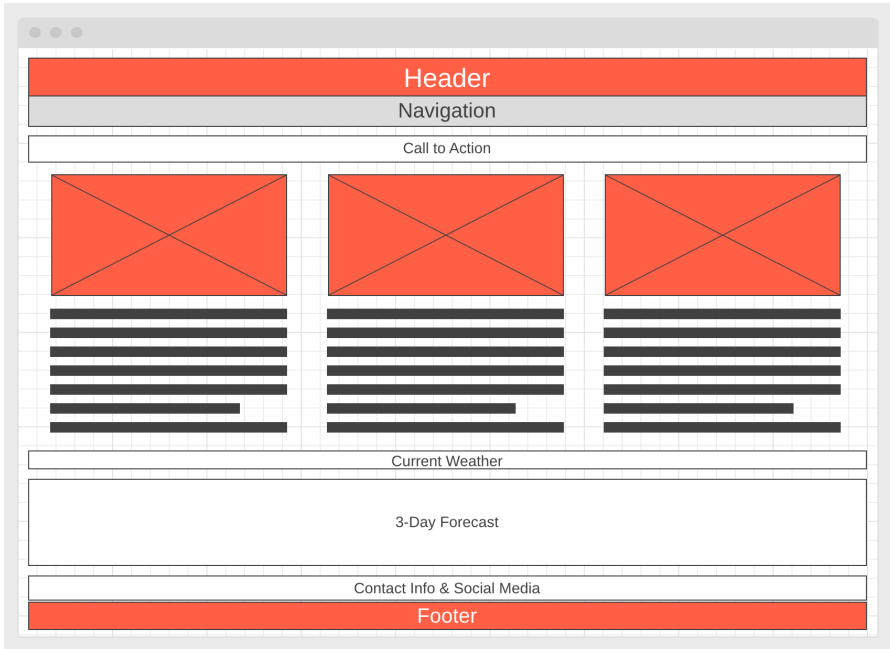 Header
Navigation
Call to Action
Current Weather
3-Day Forecast
Contact Info & Social Media
Footer